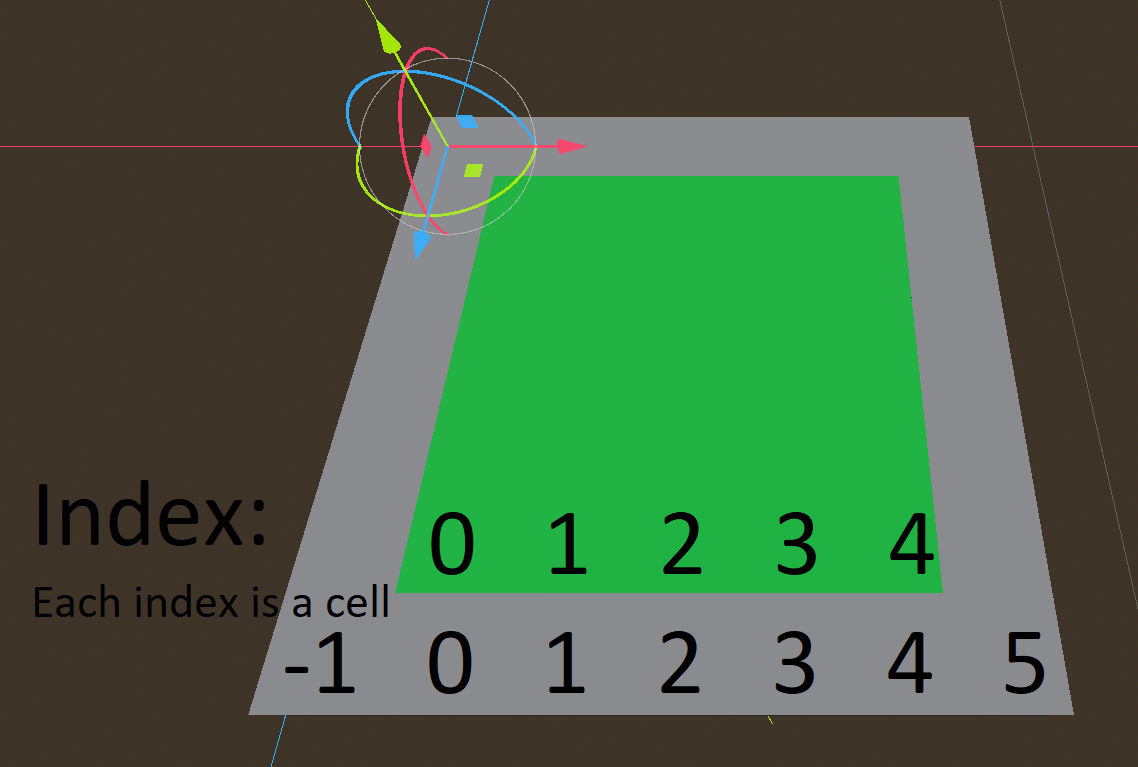 Index:
0 1 2 3 4
Each index is a cell
-1 0 1 2 3 4 5